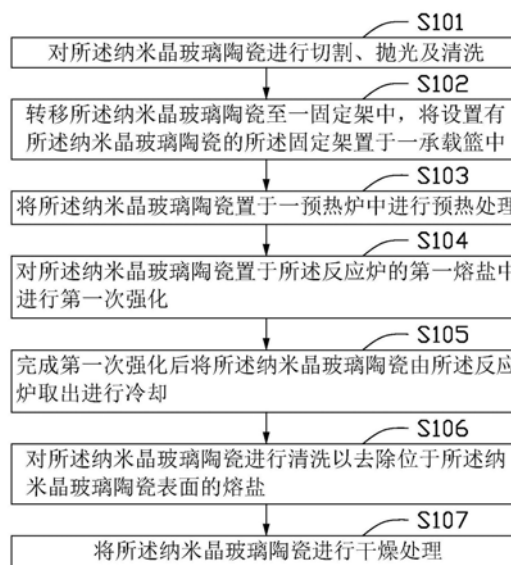 S101
对所述纳米晶玻璃陶瓷进行切割、抛光及清洗
S102
转移所述纳米晶玻璃陶瓷至一固定架中，将设置有
所述纳米晶玻璃陶瓷的所述固定架置于一承载篮中
S103
将所述纳米晶玻璃陶瓷置于一预热炉中进行预热处理
S104
对所述纳米晶玻璃陶瓷置于所述反应炉的第一熔盐中
进行第一次强化
S105
完成第一次强化后将所述纳米晶玻璃陶瓷由所述反应
炉取出进行冷却
S106
对所述纳米晶玻璃陶瓷进行清洗以去除位于所述纳
米晶玻璃陶瓷表面的熔盐
S107
将所述纳米晶玻璃陶瓷进行干燥处理